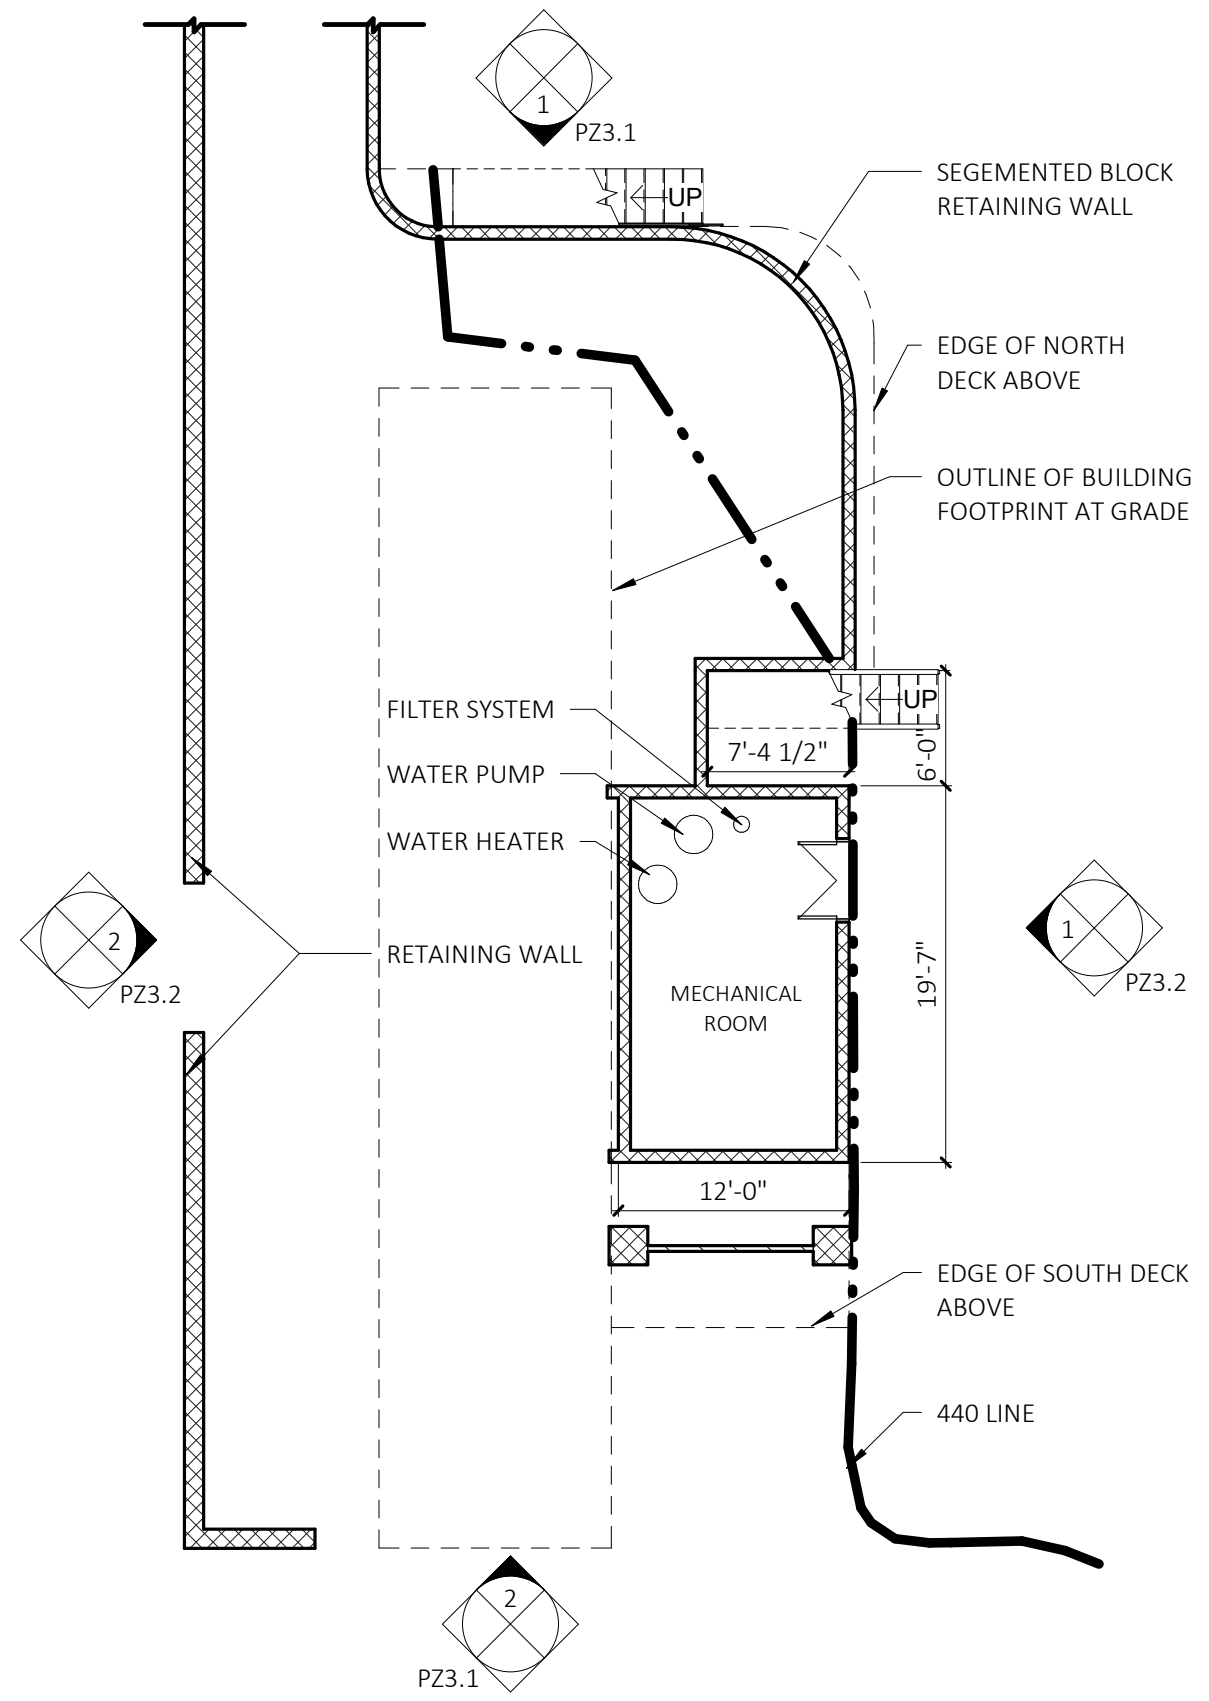 1
PZ3.1
UP
SEGEMENTED BLOCK
RETAINING WALL
EDGE OF NORTH
DECK ABOVE
OUTLINE OF BUILDING
FOOTPRINT AT GRADE
FILTER SYSTEM
UP
7'-4 1/2"
6'-0"
WATER PUMP
WATER HEATER
2
PZ3.2
RETAINING WALL
MECHANICAL
ROOM
19'-7"
1
PZ3.2
12'-0"
EDGE OF SOUTH DECK
ABOVE
440 LINE
2
PZ3.1